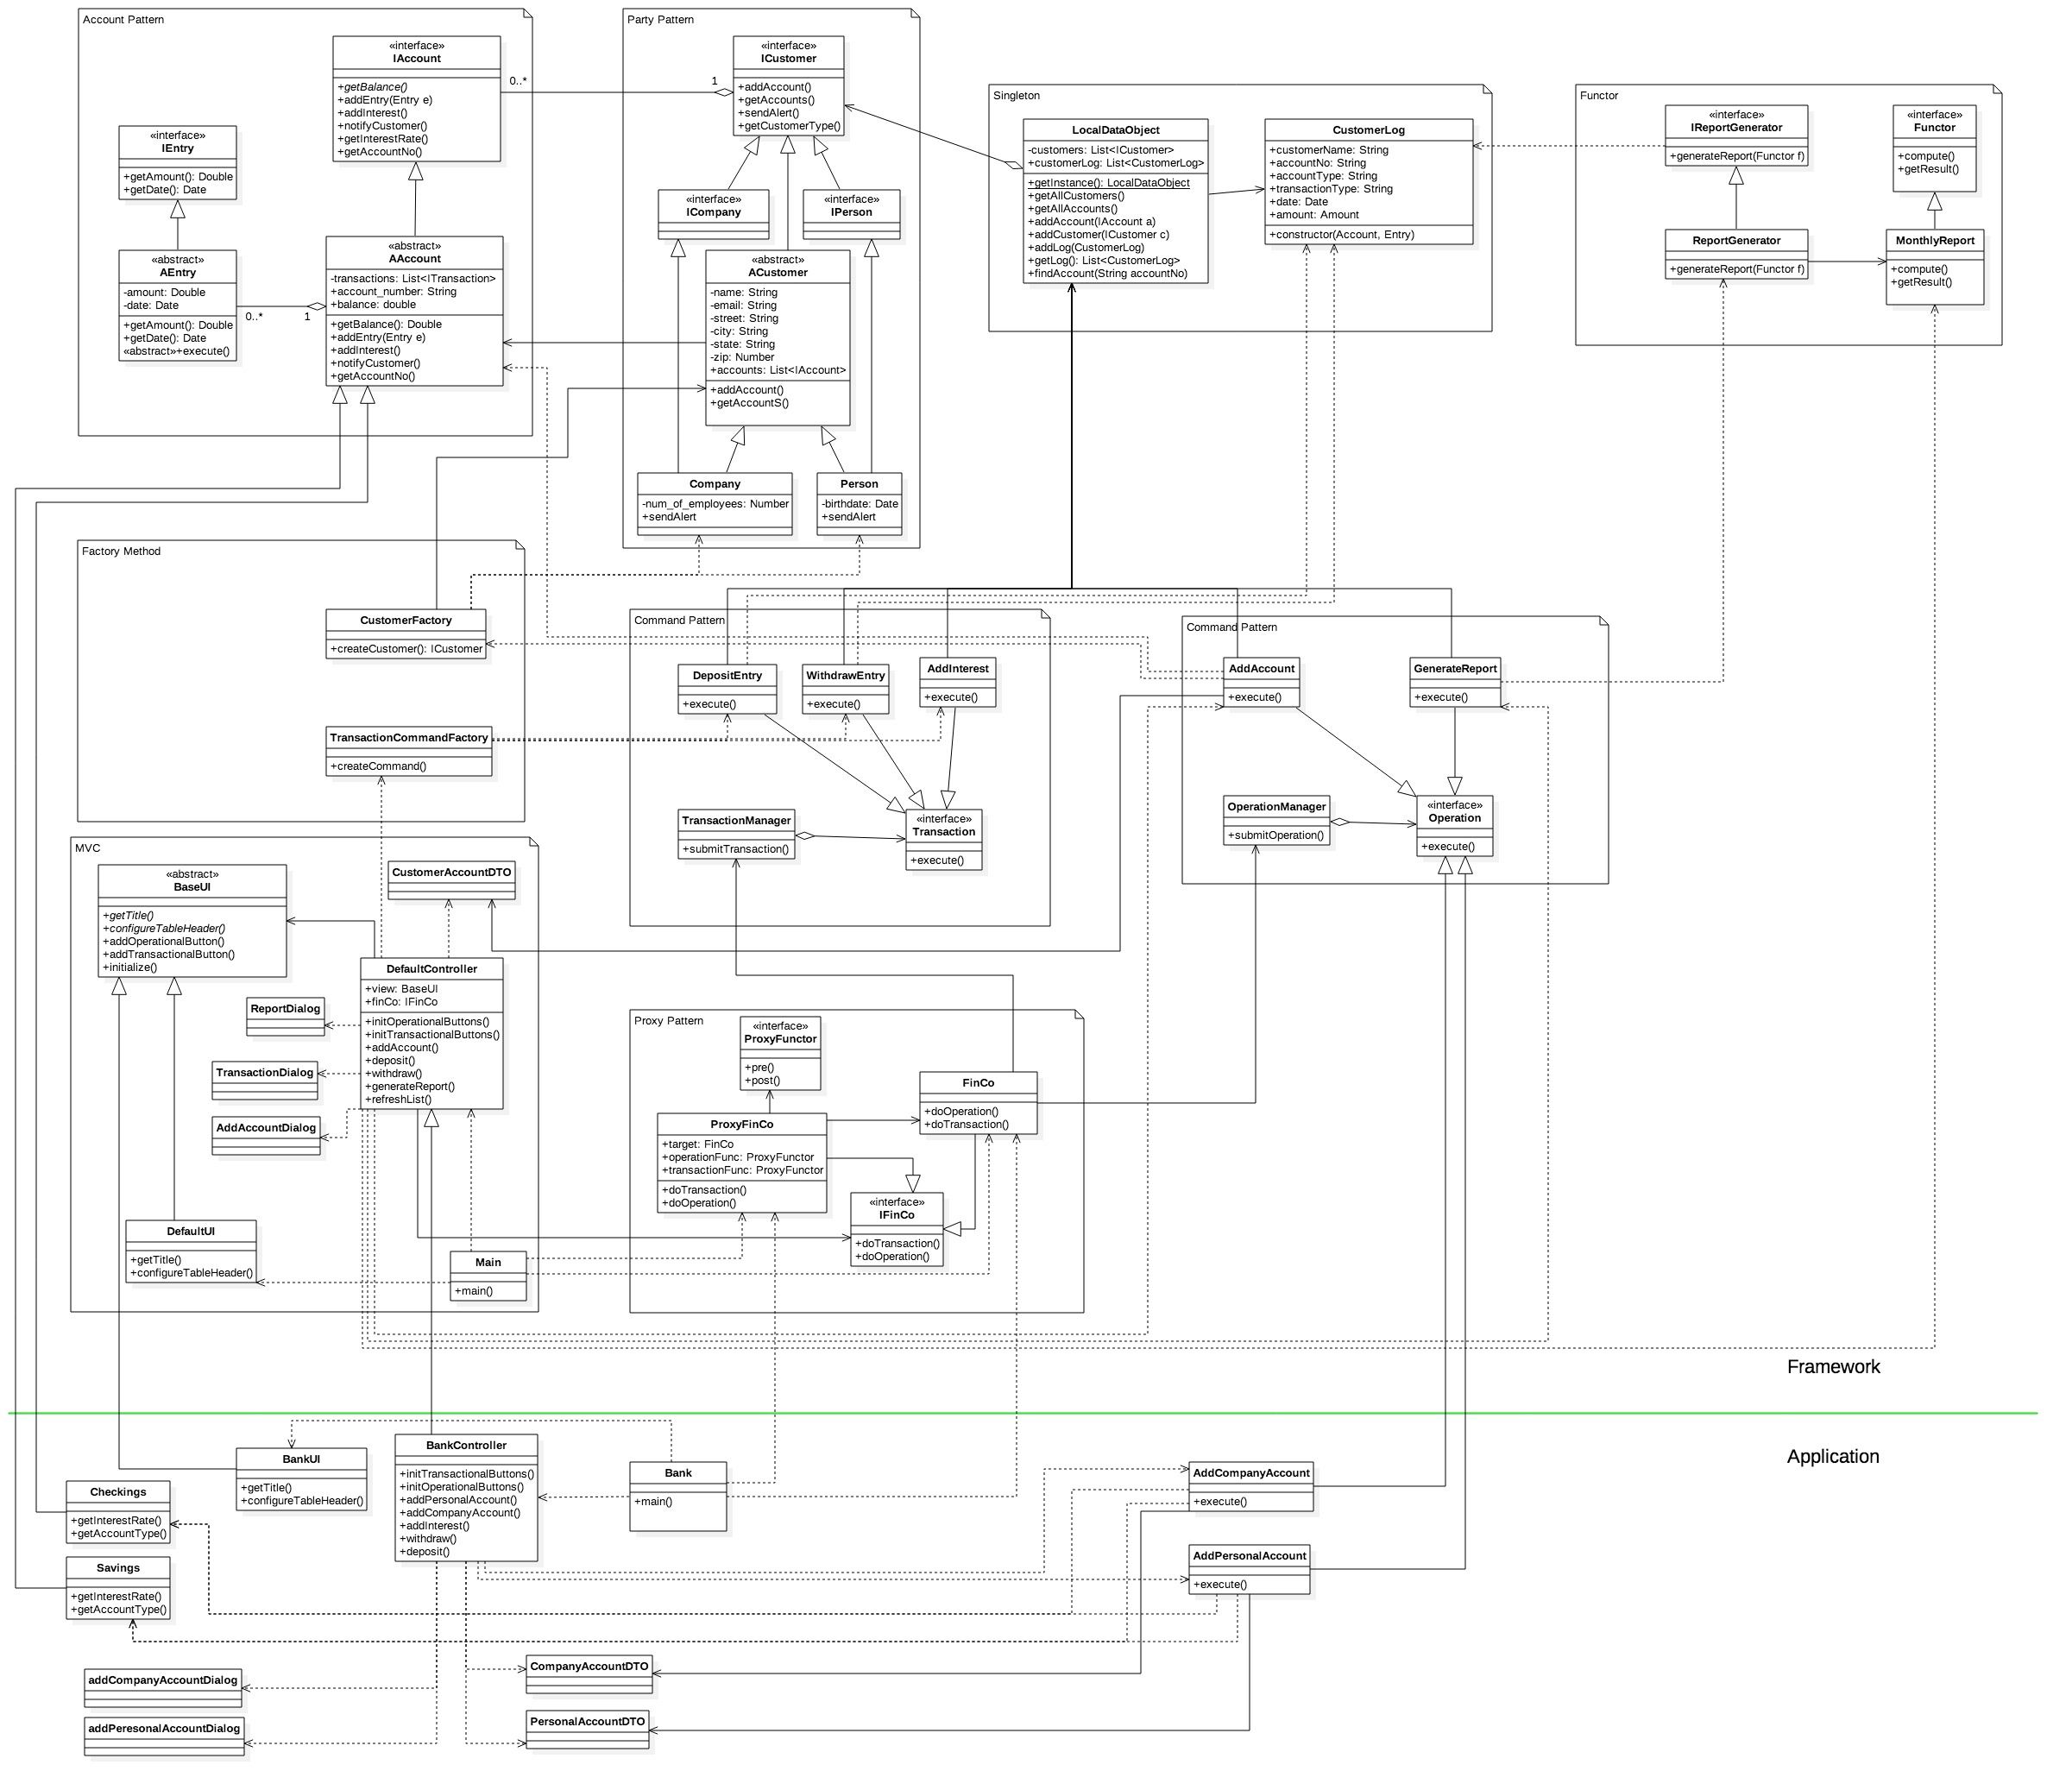 Account Pattern
«interface»
IAccount
+getBalance()
+addEntry(Entry e)
+addInterest()
+notifyCustomer()
+getInterestRate()
+getAccountNo()
0..*
1
«interface»
IEntry
+getAmount(): Double
+getDate(): Date
«abstract»
AEntry
-amount: Double
-date: Date
+getAmount(): Double
+getDate(): Date
«abstract»+execute()
0..*
1
«abstract»
AAccount
-transactions: List<ITransaction>
+account_number: String
+balance: double
+getBalance(): Double
+addEntry(Entry e)
+addInterest()
+notifyCustomer()
+getAccountNo()
Party Pattern
«interface»
ICustomer
+addAccount()
+getAccounts()
+sendAlert()
+getCustomerType()
«interface»
ICompany
«interface»
IPerson
«abstract»
ACustomer
-name: String
-email: String
-street: String
-city: String
-state: String
-zip: Number
+accounts: List<IAccount>
+addAccount()
+getAccountS()
Company
-num_of_employees: Number
+sendAlert
Person
-birthdate: Date
+sendAlert
Singleton
LocalDataObject
-customers: List<ICustomer>
+customerLog: List<CustomerLog>
+getInstance(): LocalDataObject
+getAllCustomers()
+getAllAccounts()
+addAccount(IAccount a)
+addCustomer(ICustomer c)
+addLog(CustomerLog)
+getLog(): List<CustomerLog>
+findAccount(String accountNo)
CustomerLog
+customerName: String
+accountNo: String
+accountType: String
+transactionType: String
+date: Date
+amount: Amount
+constructor(Account, Entry)
Functor
«interface»
IReportGenerator
+generateReport(Functor f)
«interface»
Functor
+compute()
+getResult()
ReportGenerator
+generateReport(Functor f)
MonthlyReport
+compute()
+getResult()
Factory Method
CustomerFactory
+createCustomer(): ICustomer
TransactionCommandFactory
+createCommand()
Command Pattern
DepositEntry
+execute()
WithdrawEntry
+execute()
AddInterest
+execute()
TransactionManager
+submitTransaction()
«interface»
Transaction
+execute()
Command Pattern
AddAccount
+execute()
GenerateReport
+execute()
OperationManager
+submitOperation()
«interface»
Operation
+execute()
MVC
«abstract»
BaseUI
+getTitle()
+configureTableHeader()
+addOperationalButton()
+addTransactionalButton()
+initialize()
CustomerAccountDTO
DefaultController
+view: BaseUI
+finCo: IFinCo
+initOperationalButtons()
+initTransactionalButtons()
+addAccount()
+deposit()
+withdraw()
+generateReport()
+refreshList()
ReportDialog
TransactionDialog
AddAccountDialog
DefaultUI
+getTitle()
+configureTableHeader()
Main
+main()
Proxy Pattern
«interface»
ProxyFunctor
+pre()
+post()
FinCo
+doOperation()
+doTransaction()
ProxyFinCo
+target: FinCo
+operationFunc: ProxyFunctor
+transactionFunc: ProxyFunctor
+doTransaction()
+doOperation()
«interface»
IFinCo
+doTransaction()
+doOperation()
Framework
Application
BankUI
+getTitle()
+configureTableHeader()
BankController
+initTransactionalButtons()
+initOperationalButtons()
+addPersonalAccount()
+addCompanyAccount()
+addInterest()
+withdraw()
+deposit()
Bank
+main()
AddCompanyAccount
+execute()
AddPersonalAccount
+execute()
Checkings
+getInterestRate()
+getAccountType()
Savings
+getInterestRate()
+getAccountType()
addCompanyAccountDialog
addPeresonalAccountDialog
CompanyAccountDTO
PersonalAccountDTO